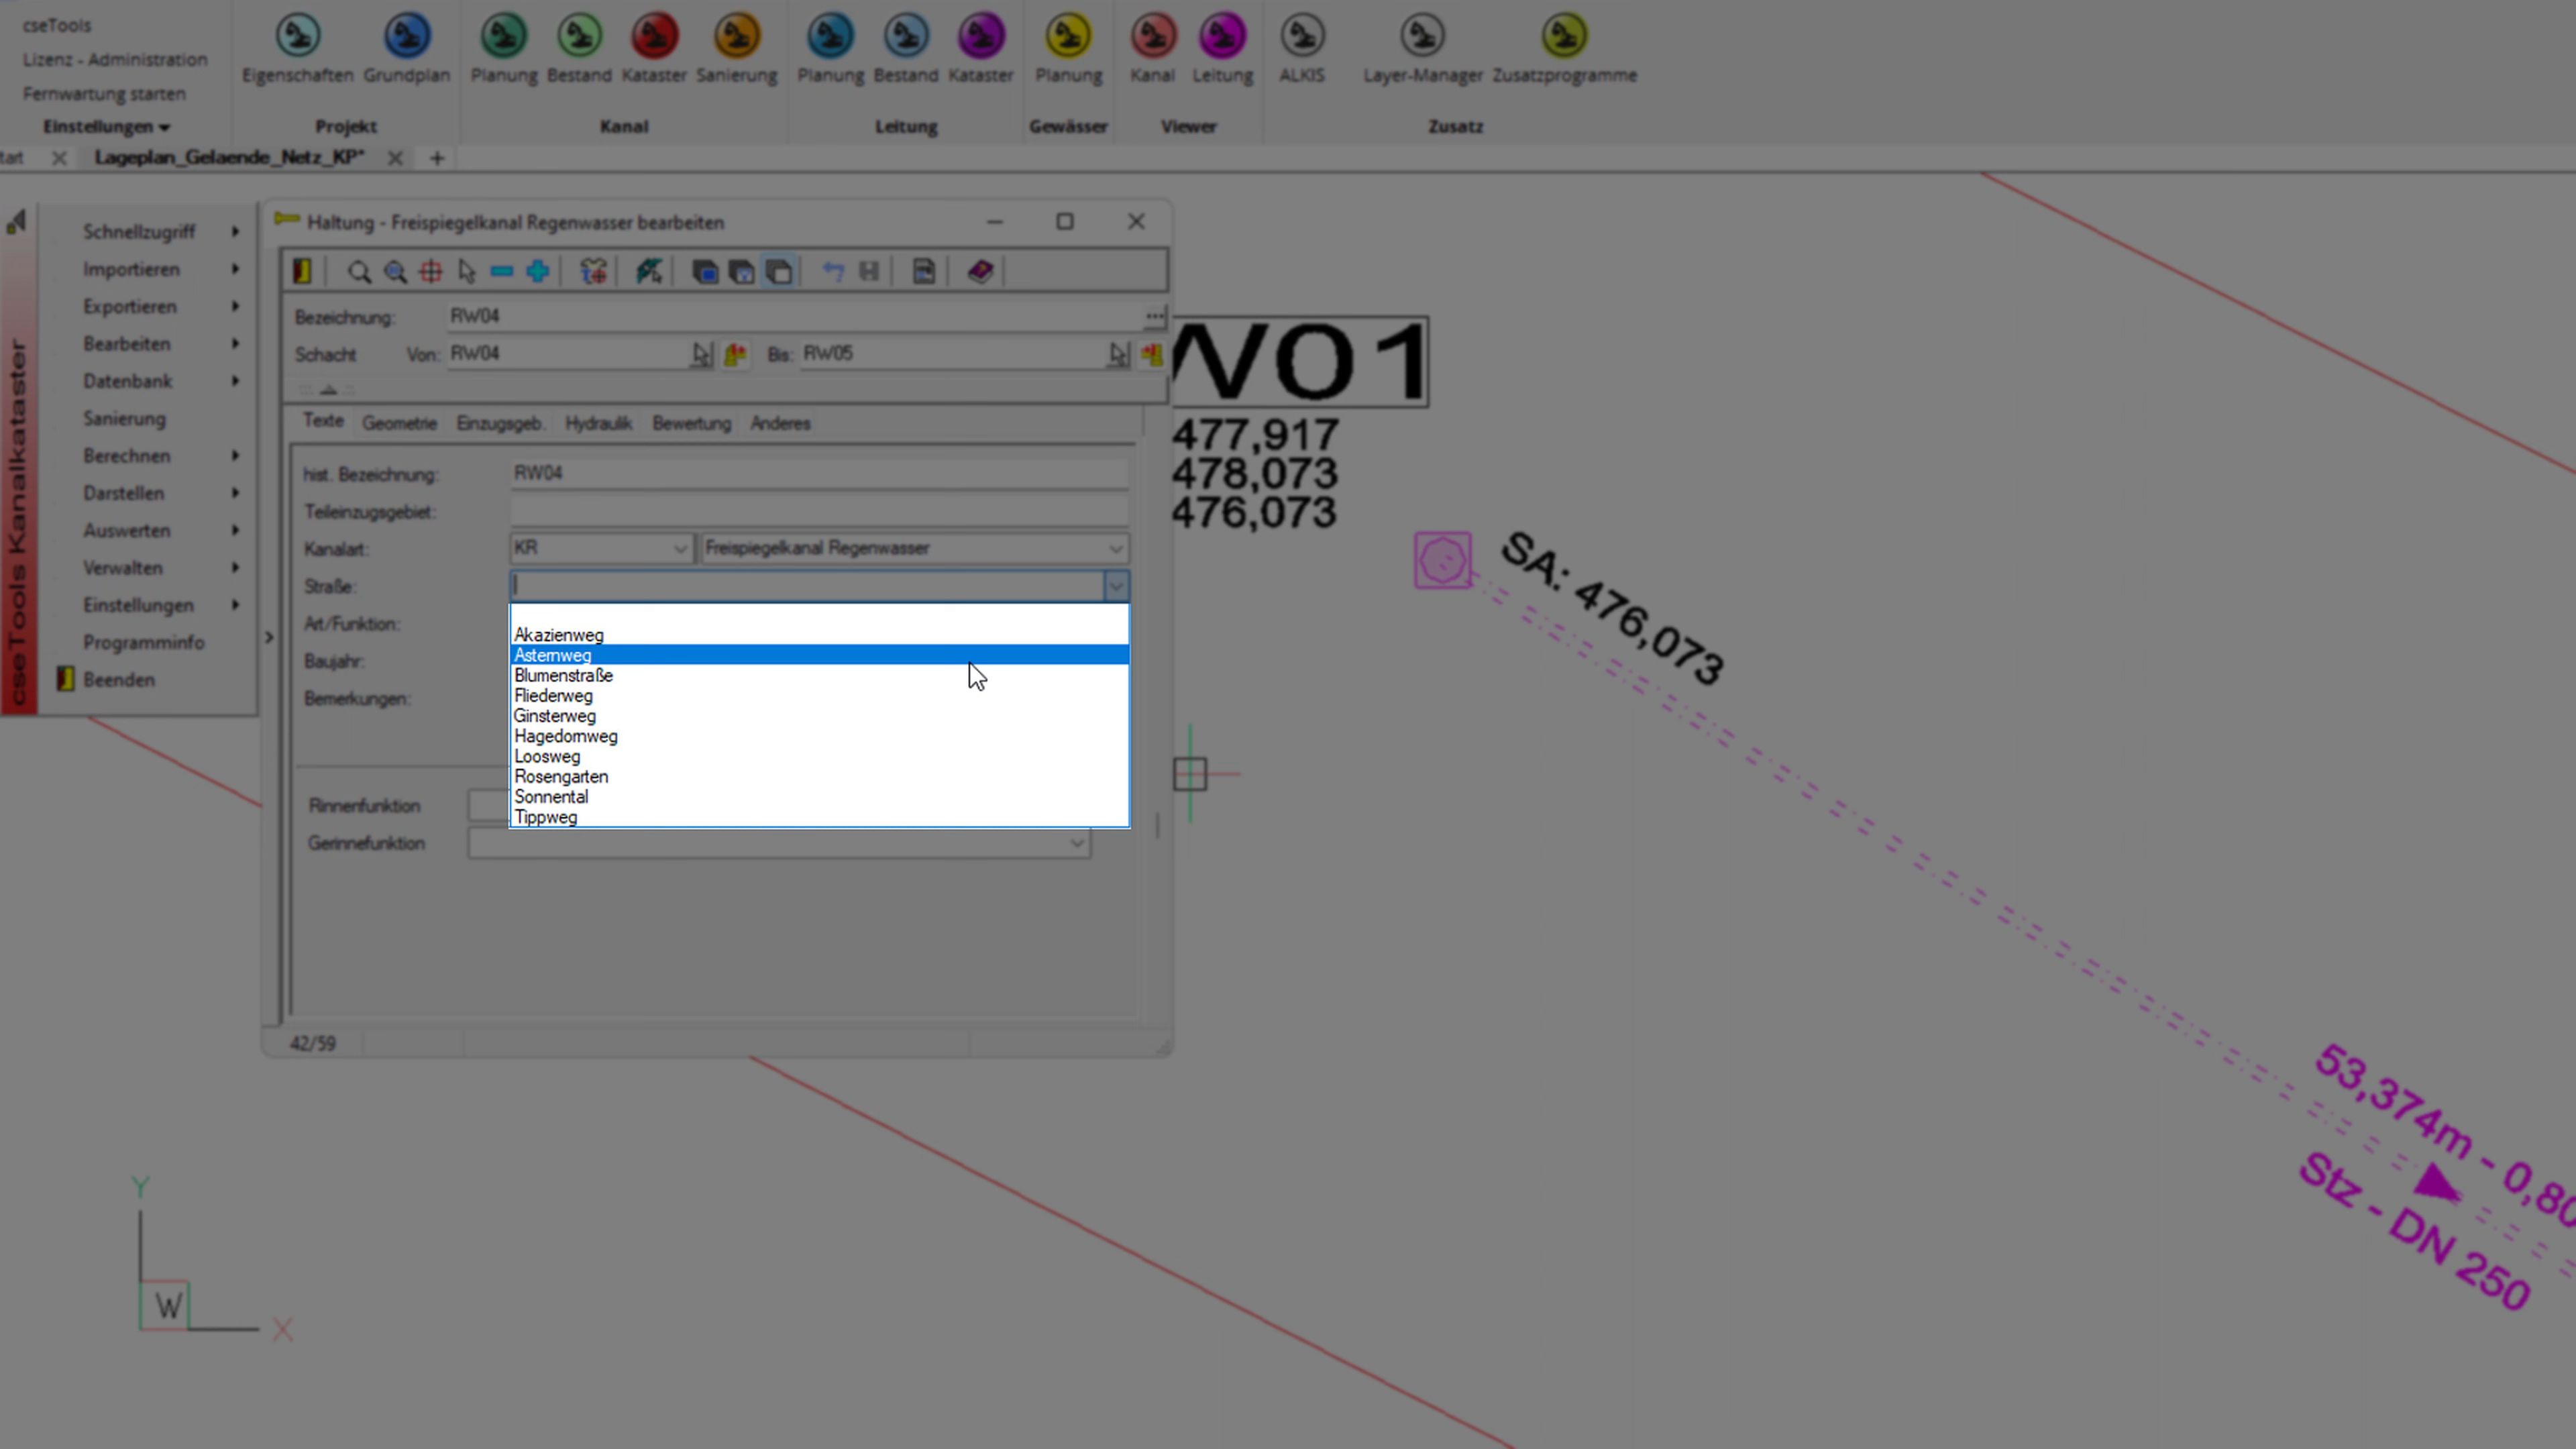 cseTools
Lizenz - Administration
Fernwartung starten
Einstellungen
Eigenschaften Grundplan
Projekt
Planung Bestand Kataster Sanierung
Kanal
Planung Bestand Kataster
Leitung
Planung
Gewässer
Kanal Leitung
Viewer
ALKIS Layer-Manager Zusatzprogramme
Zusatz
tart Lageplan_Gelaende_Netz_KP*
cseTools Kanalkataster
Schnellzugriff
Importieren
Exportieren
Bearbeiten
Datenbank
Sanierung
Berechnen
Darstellen
Auswerten
Verwalten
Einstellungen
Programminfo
Beenden
Haltung - Freispiegelkanal Regenwasser bearbeiten
Bezeichnung: RW04
Schacht Von: RW04 Bis: RW05
Texte Geometrie Einzugsgeb. Hydraulik Bewertung Anderes
hist. Bezeichnung: RW04
Teileinzugsgebiet:
Kanalart: KR Freispiegelkanal Regenwasser
Straße:
Art/Funktion:
Baujahr:
Bemerkungen:
Akazienweg
Asternweg
Blumenstraße
Fliederweg
Ginsterweg
Hagedornweg
Loosweg
Rosengarten
Sonnental
Tippweg
Rinnenfunktion
Gerinnefunktion
42/59
W01
477,917
478,073
476,073
SA: 476,073
53,374m - 0,80
Stz - DN 250
Y
W
X